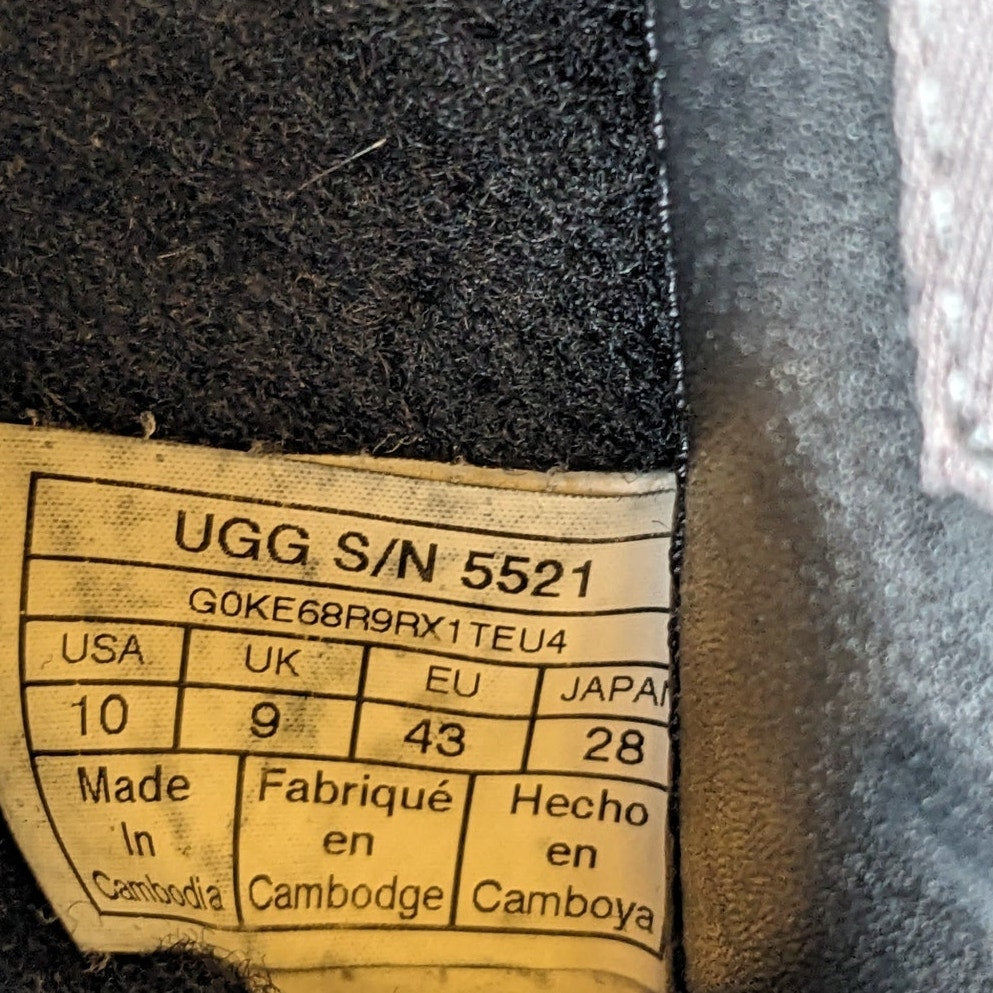 UGG S/N 5521
G0KE68R9RX1TEU4
USA UK EU JAPAN
10 9 43 28
Made In Cambodia
Fabriqué en Cambodge
Hecho en Camboya